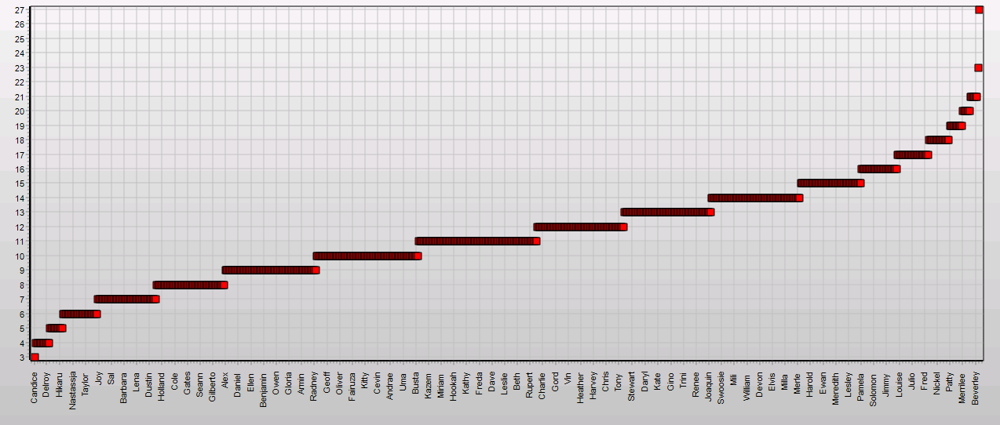 27
26
25
24
23
22
21
20
19
18
17
16
15
14
13
12
11
10
9
8
7
6
5
4
3
Candice
Delroy
Hikaru
Nastassja
Taylor
Joy
Sal
Barbara
Lena
Dustin
Holland
Cole
Gates
Seann
Gilberto
Alex
Daniel
Ellen
Benjamin
Owen
Gloria
Armin
Radney
Geoff
Oliver
Fairuza
Kitty
Cevin
Andrae
Uma
Busta
Kazem
Miriam
Hookah
Kathy
Freda
Dave
Leslie
Beth
Rupert
Charlie
Gord
Vin
Heather
Harvey
Chris
Tony
Stewart
Daryl
Kate
Gino
Trini
Renee
Joaquin
Swoosie
Mili
William
Devon
Elvis
Milla
Merle
Harold
Ewan
Meredith
Lesley
Pamela
Solomon
Jimmy
Louise
Julio
Fred
Nickel
Patty
Merrilee
Beverley